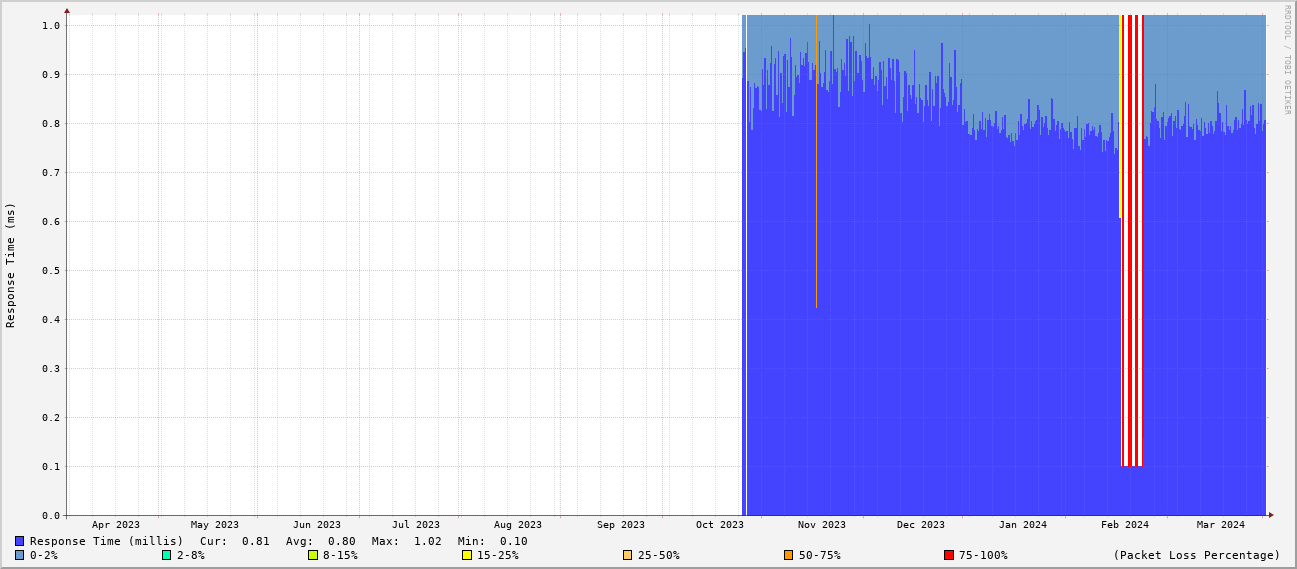 RRDTOOL / TOBI OETIKER
Response Time (ms)
1.0
0.9
0.8
0.7
0.6
0.5
0.4
0.3
0.2
0.1
0.0
Apr 2023 May 2023 Jun 2023 Jul 2023 Aug 2023 Sep 2023 Oct 2023 Nov 2023 Dec 2023 Jan 2024 Feb 2024 Mar 2024
Response Time (millis) Cur: 0.81 Avg: 0.80 Max: 1.02 Min: 0.10
0-2% 2-8% 8-15% 15-25% 25-50% 50-75% 75-100% (Packet Loss Percentage)